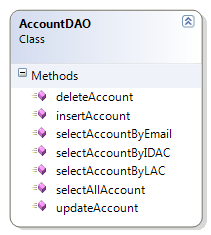 AccountDAO
Class
Methods
deleteAccount
insertAccount
selectAccountByEmail
selectAccountByIDAC
selectAccountByLAC
selectAllAccount
updateAccount